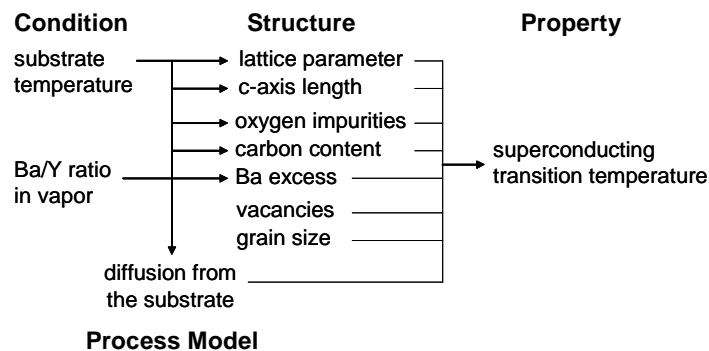 Condition
Structure
Property
substrate
temperature
lattice parameter
c-axis length
oxygen impurities
carbon content
Ba/Y ratio
in vapor
Ba excess
vacancies
grain size
superconducting
transition temperature
diffusion from
the substrate
Process Model